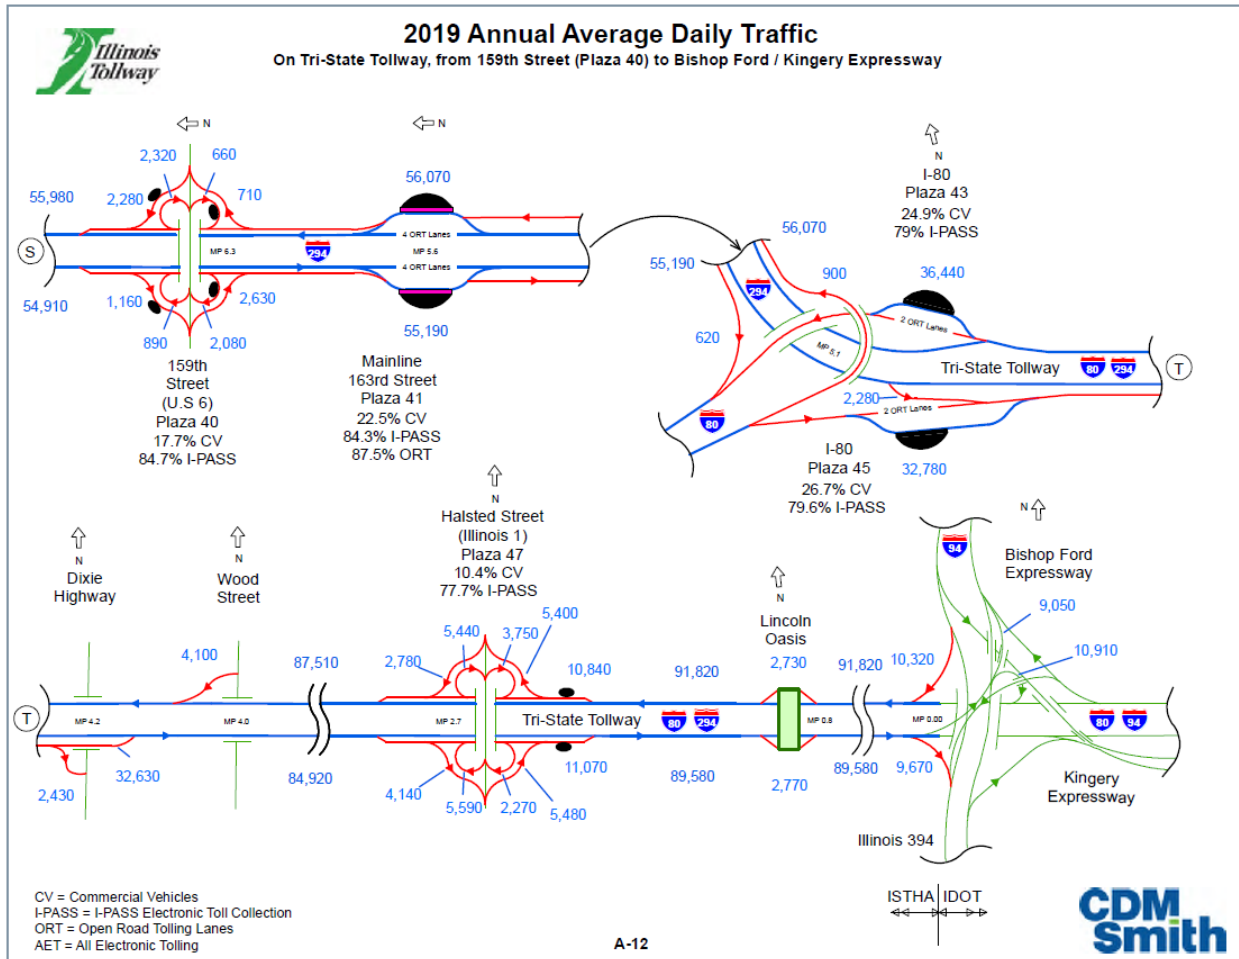 2019 Annual Average Daily Traffic
On Tri-State Tollway, from 159th Street (Plaza 40) to Bishop Ford / Kingery Expressway
Illinois
Tollway
N
N
N
2,320
660
56,070
I-80
Plaza 43
24.9% CV
79% I-PASS
55,980
2,280
710
56,070
4 ORT Lanes
S
MP 6.3
294
MP 5.6
4 ORT Lanes
55,190
900
36,440
294
2 ORT Lanes
54,910
1,160
2,630
890
2,080
55,190
620
MP 5.1
Tri-State Tollway
80
294
T
159th
Street
(U.S 6)
Plaza 40
17.7% CV
84.7% I-PASS
Mainline
163rd Street
Plaza 41
22.5% CV
84.3% I-PASS
87.5% ORT
2,280
2 ORT Lanes
80
I-80
Plaza 45
26.7% CV
79.6% I-PASS
32,780
N
Halsted Street
(Illinois 1)
Plaza 47
10.4% CV
77.7% I-PASS
N
Dixie
Highway
N
Wood
Street
N
Lincoln
Oasis
N
94
Bishop Ford
Expressway
4,100
87,510
2,780
5,440
3,750
5,400
10,840
91,820
2,730
91,820
10,320
9,050
10,910
T
MP 4.2
MP 4.0
MP 2.7
Tri-State Tollway
80
294
MP 0.8
MP 0.00
80
94
2,430
32,630
84,920
4,140
5,590
2,270
5,480
11,070
89,580
2,770
89,580
9,670
Kingery
Expressway
Illinois 394
ISTHA
IDOT
CV = Commercial Vehicles
I-PASS = I-PASS Electronic Toll Collection
ORT = Open Road Tolling Lanes
AET = All Electronic Tolling
A-12
CDM
Smith